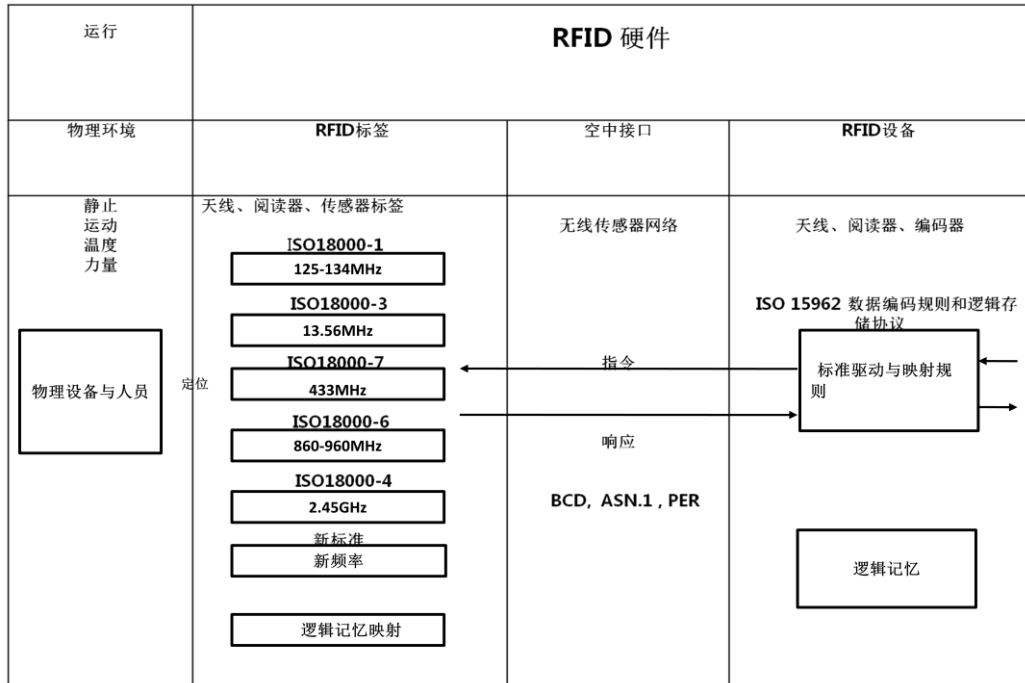 运行
RFID 硬件
物理环境
RFID标签
空中接口
RFID设备
静止
运动
温度
力量
物理设备与人员
定位
天线、阅读器、传感器标签
ISO18000-1
125-134MHz
ISO18000-3
13.56MHz
ISO18000-7
433MHz
ISO18000-6
860-960MHz
ISO18000-4
2.45GHz
新标准
新频率
逻辑记忆映射
无线传感器网络
指令
响应
BCD, ASN.1 , PER
天线、阅读器、编码器
ISO 15962 数据编码规则和逻辑存
储协议
标准驱动与映射规
则
逻辑记忆